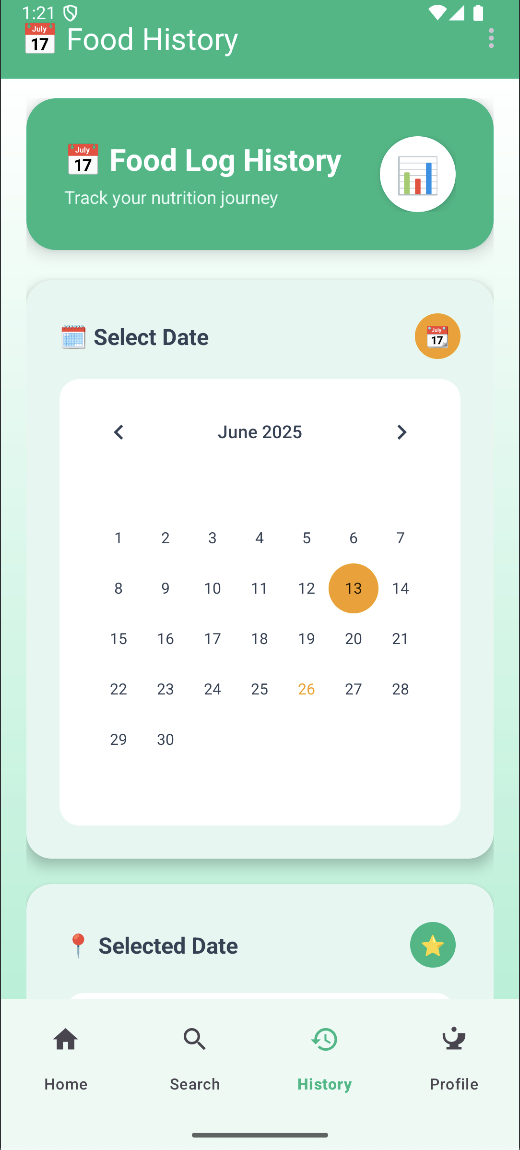 1:21
📅 Food History
📅 Food Log History
Track your nutrition journey
🗓️ Select Date
📆
June 2025
1 2 3 4 5 6 7
8 9 10 11 12 13 14
15 16 17 18 19 20 21
22 23 24 25 26 27 28
29 30
📍 Selected Date
Home Search History Profile